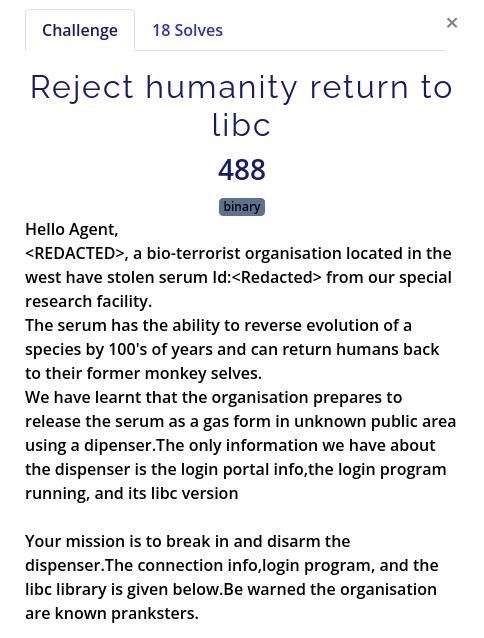 Challenge
18 Solves
×
Reject humanity return to
libc
488
binary
Hello Agent,
<REDACTED>, a bio-terrorist organisation located in the
west have stolen serum Id:<Redacted> from our special
research facility.
The serum has the ability to reverse evolution of a
species by 100's of years and can return humans back
to their former monkey selves.
We have learnt that the organisation prepares to
release the serum as a gas form in unknown public area
using a dipenser.The only information we have about
the dispenser is the login portal info,the login program
running, and its libc version
Your mission is to break in and disarm the
dispenser.The connection info,login program, and the
libc library is given below.Be warned the organisation
are known pranksters.